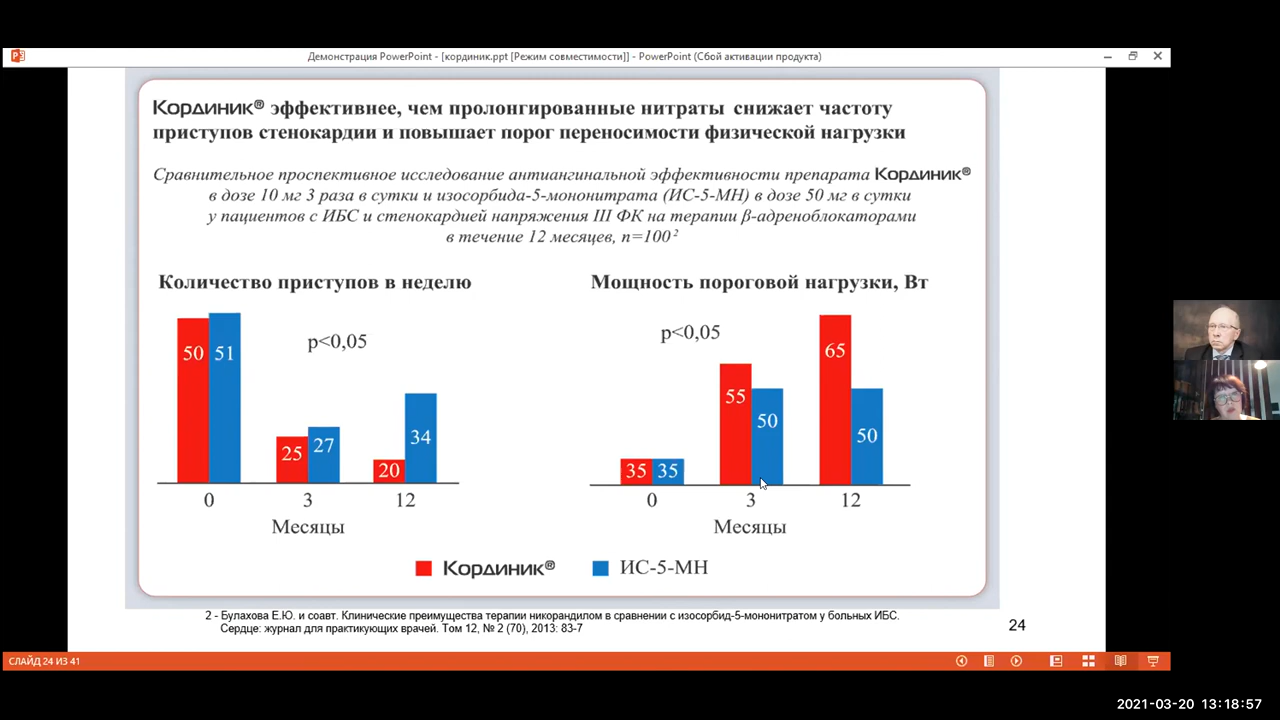 Демонстрация PowerPoint - [кординик.ppt [Режим совместимости]] - PowerPoint (Сбой активации продукта)
Кординик® эффективнее, чем пролонгированные нитраты снижает частоту
приступов стенокардии и повышает порог переносимости физической нагрузки
Сравнительное проспективное исследование антиангинальной эффективности препарата Кординик®
в дозе 10 мг 3 раза в сутки и изосорбида-5-мононитрата (ИС-5-МН) в дозе 50 мг в сутки
у пациентов с ИБС и стенокардией напряжения III ФК на терапии β-адреноблокаторами
в течение 12 месяцев, n=100²
Количество приступов в неделю
p<0,05
50 51
25 27
20 34
0 3 12
Месяцы
Мощность пороговой нагрузки, Вт
p<0,05
35 35
55 50
65 50
0 3 12
Месяцы
Кординик® ИС-5-МН
2 - Булахова Е.Ю. и соавт. Клинические преимущества терапии никорандилом в сравнении с изосорбид-5-мононитратом у больных ИБС.
Сердце: журнал для практикующих врачей. Том 12, № 2 (70), 2013: 83-7
24
СЛАЙД 24 ИЗ 41
2021-03-20 13:18:57